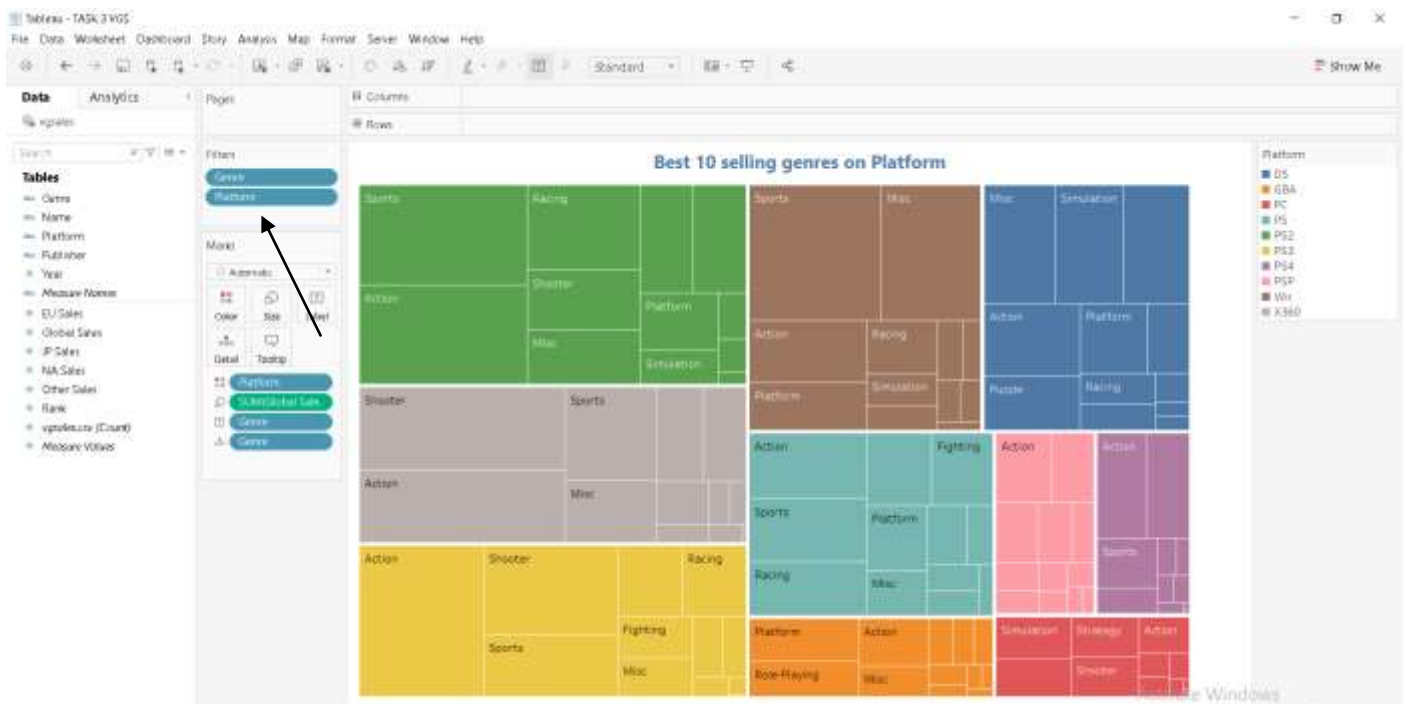 Tableau - TASK 3 VGS
File Data Worksheet Dashboard Story Analysis Map Format Server Window Help
Standard
Show Me
Data Analytics
Pages
Columns
Rows
vgsales
Search
Filters
Genre
Platform
Tables
Genre
Name
Platform
Publisher
Year
Measure Names
EU Sales
Global Sales
JP Sales
NA Sales
Other Sales
Rank
vgsales.csv (Count)
Measure Values
Marks
Automatic
Color Size Label
Detail Tooltip
Platform
SUM(Global Sale..
Genre
Genre
Best 10 selling genres on Platform
Sports
Racing
Action
Shooter
Platform
Misc
Simulation
Sports
Misc
Action
Racing
Platform
Simulation
Misc
Simulation
Action
Platform
Puzzle
Racing
Shooter
Sports
Action
Misc
Action
Fighting
Sports
Platform
Racing
Misc
Action
Action
Sports
Action
Shooter
Racing
Sports
Fighting
Misc
Platform
Action
Role-Playing
Misc
Simulation
Strategy
Action
Shooter
Platform
DS
GBA
PC
PS
PS2
PS3
PS4
PSP
Wii
X360
Windows